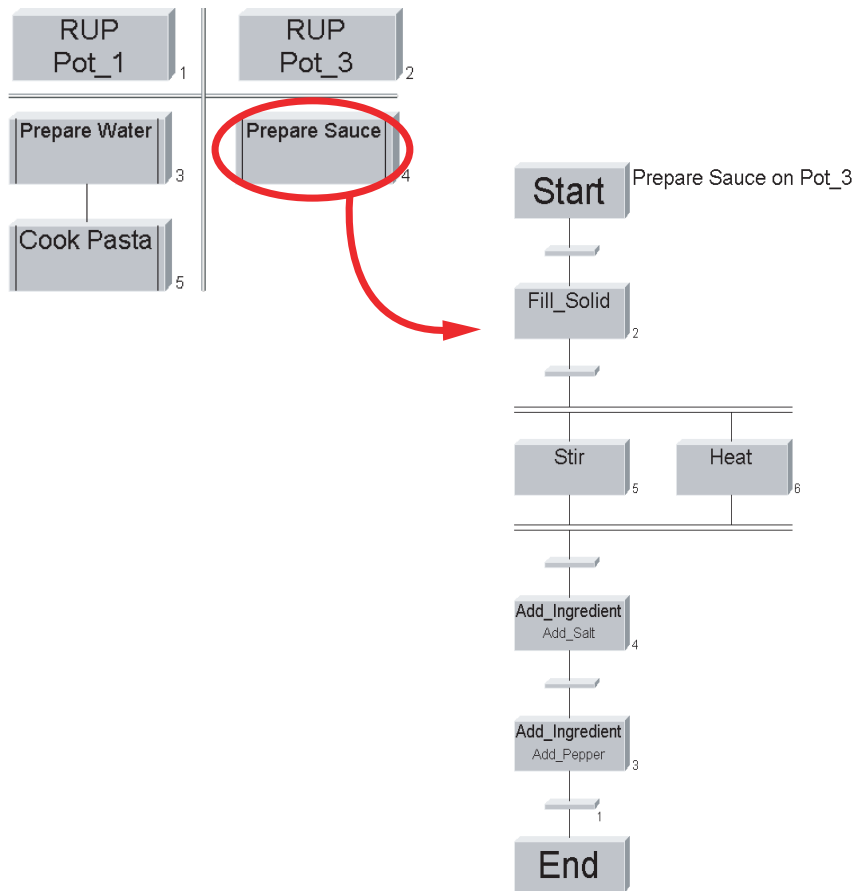 RUP
Pot_1
1
RUP
Pot_3
2
Prepare Water
3
Prepare Sauce
4
Cook Pasta
5
Start
Prepare Sauce on Pot_3
Fill_Solid
2
Stir
5
Heat
6
Add_Ingredient
Add_Salt
4
Add_Ingredient
Add_Pepper
3
1
End